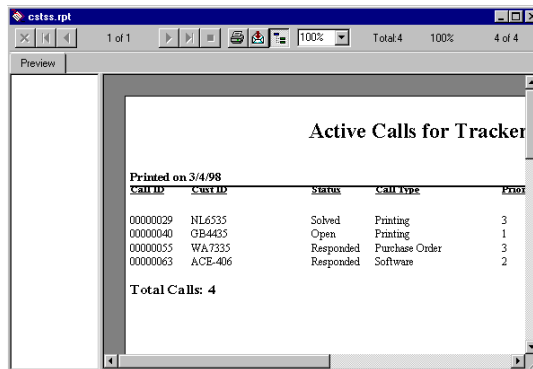 cstss.rpt
1 of 1 100% Total:4 100% 4 of 4
Preview
Active Calls for Tracker
Printed on 3/4/98
Call ID Cust ID Status Call Type Prior
00000029 NL6535 Solved Printing 3
00000040 GB4435 Open Printing 1
00000055 WA7335 Responded Purchase Order 3
00000063 ACE-406 Responded Software 2
Total Calls: 4